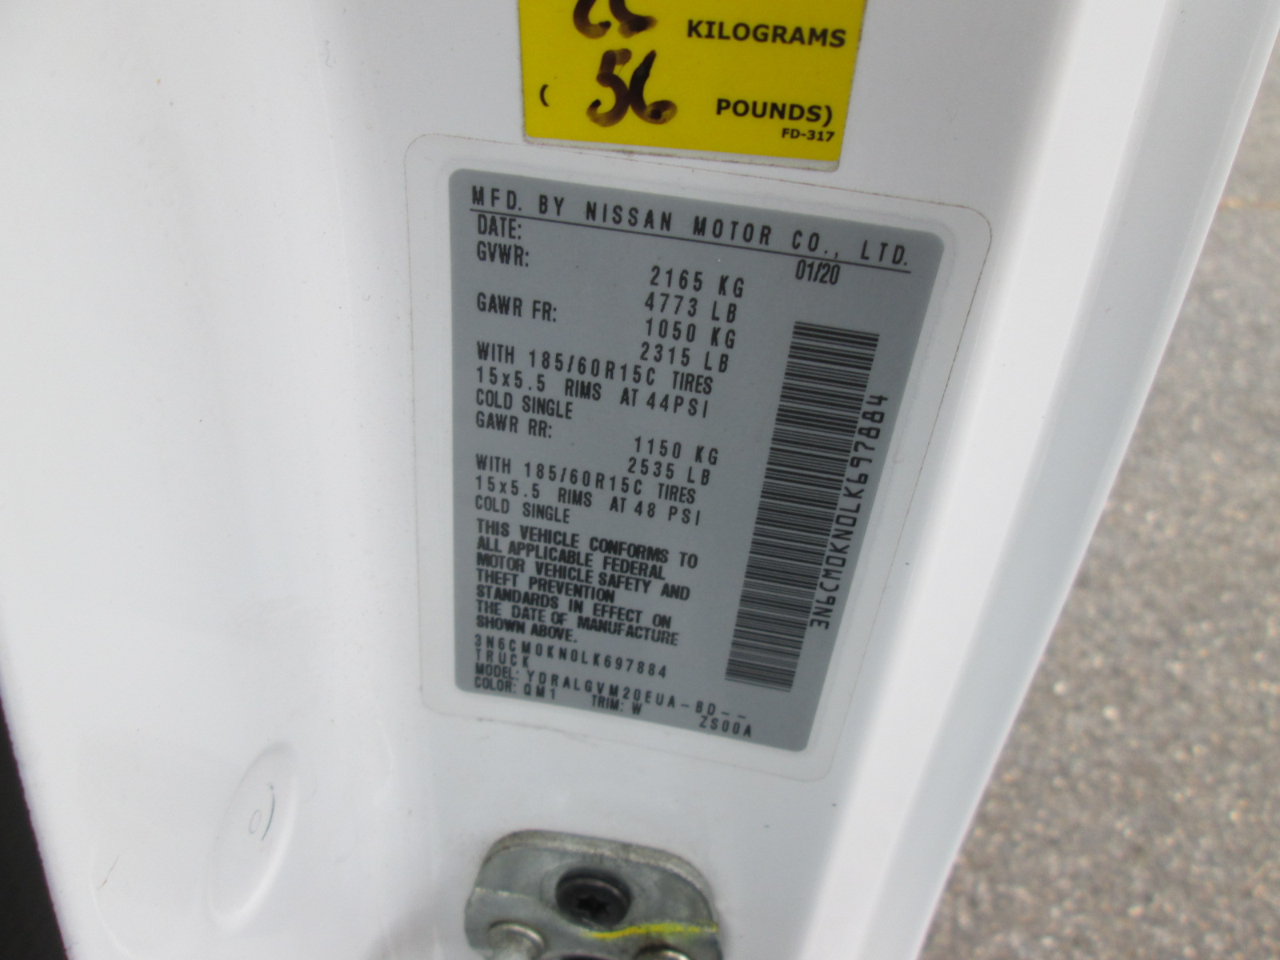 KILOGRAMS
( 56 POUNDS)
FD-317
MFD. BY NISSAN MOTOR CO., LTD.
DATE: 01/20
GVWR: 2165 KG
4773 LB
GAWR FR: 1050 KG
2315 LB
WITH 185/60R15C TIRES
15x5.5 RIMS AT 44PSI
COLD SINGLE
GAWR RR: 1150 KG
2535 LB
WITH 185/60R15C TIRES
15x5.5 RIMS AT 48 PSI
COLD SINGLE
THIS VEHICLE CONFORMS TO
ALL APPLICABLE FEDERAL
MOTOR VEHICLE SAFETY AND
THEFT PREVENTION
STANDARDS IN EFFECT ON
THE DATE OF MANUFACTURE
SHOWN ABOVE.
3N6CM0KN0LK697884
TRUCK
MODEL: YDRALGVM20EUA-BD--
COLOR: QM1 TRIM: W ZS00A
3N6CM0KN0LK697884